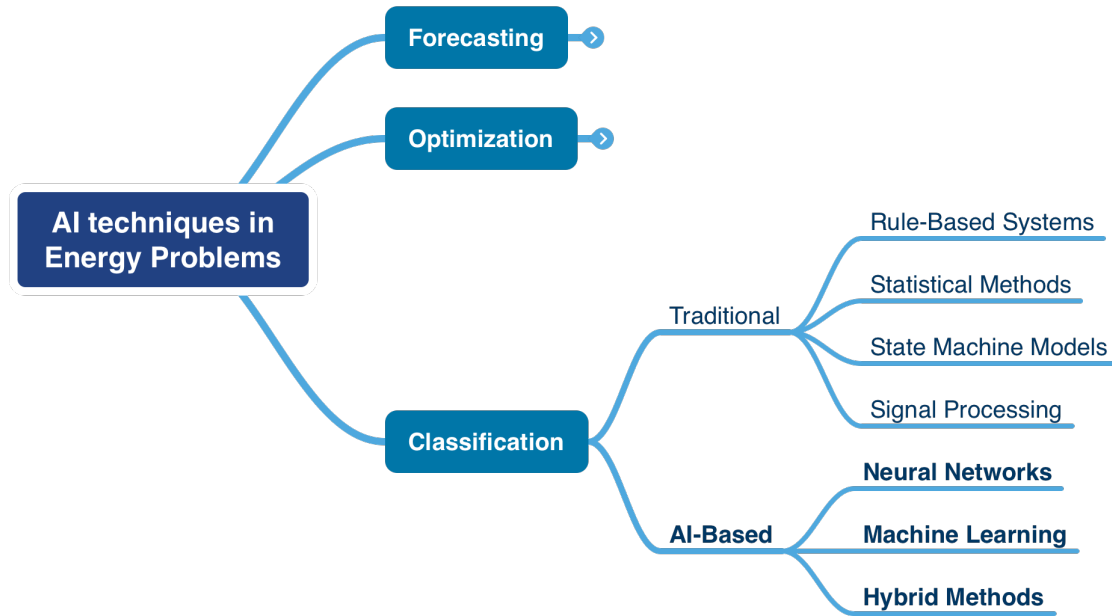 Forecasting
Optimization
AI techniques in
Energy Problems
Classification
Traditional
Rule-Based Systems
Statistical Methods
State Machine Models
Signal Processing
AI-Based
Neural Networks
Machine Learning
Hybrid Methods